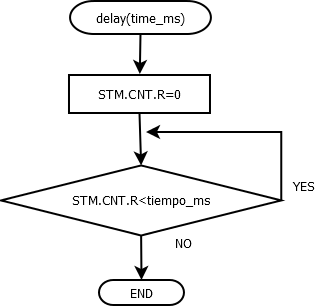 delay(time_ms)
STM.CNT.R=0
STM.CNT.R<tiempo_ms
YES
NO
END